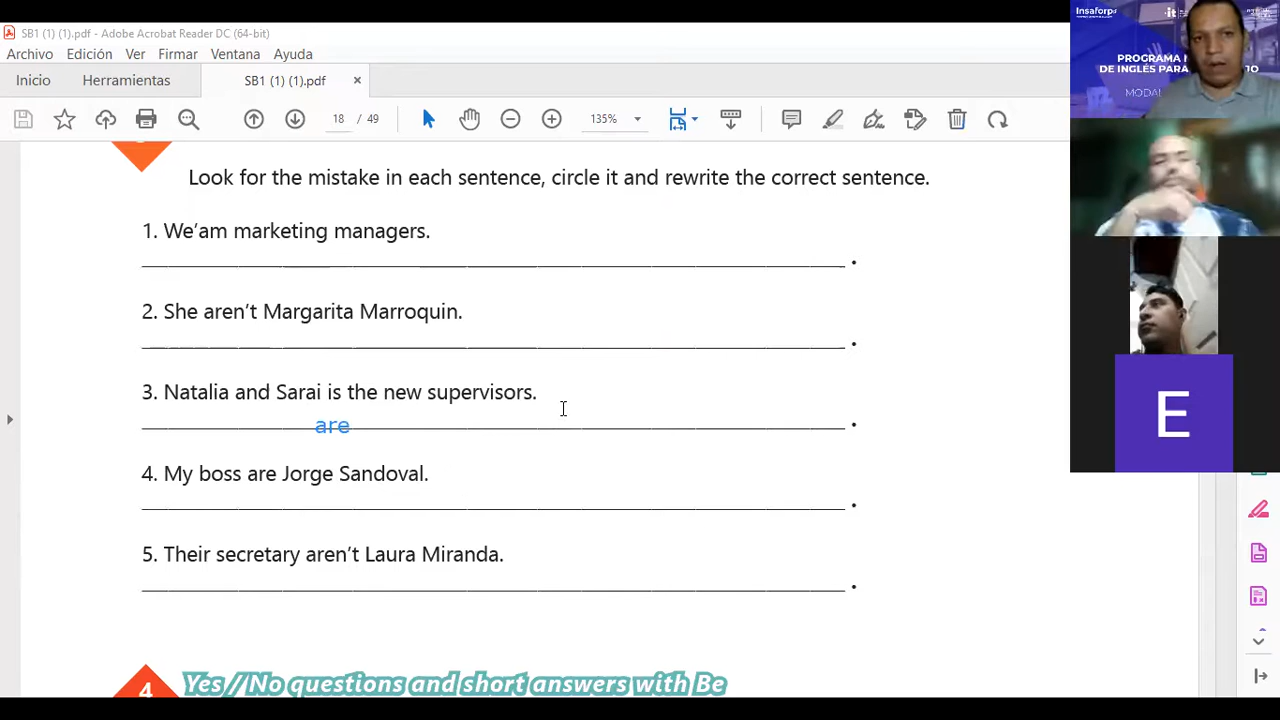 SB1 (1) (1).pdf - Adobe Acrobat Reader DC (64-bit)
Archivo Edición Ver Firmar Ventana Ayuda
Inicio Herramientas SB1 (1) (1).pdf ×
18 / 49 135%
Look for the mistake in each sentence, circle it and rewrite the correct sentence.
1. We’am marketing managers.
2. She aren’t Margarita Marroquin.
3. Natalia and Sarai is the new supervisors.
are
4. My boss are Jorge Sandoval.
5. Their secretary aren’t Laura Miranda.
4 Yes / No questions and short answers with Be
Insaforp
PROGRAMA
DE INGLÉS PARA
E